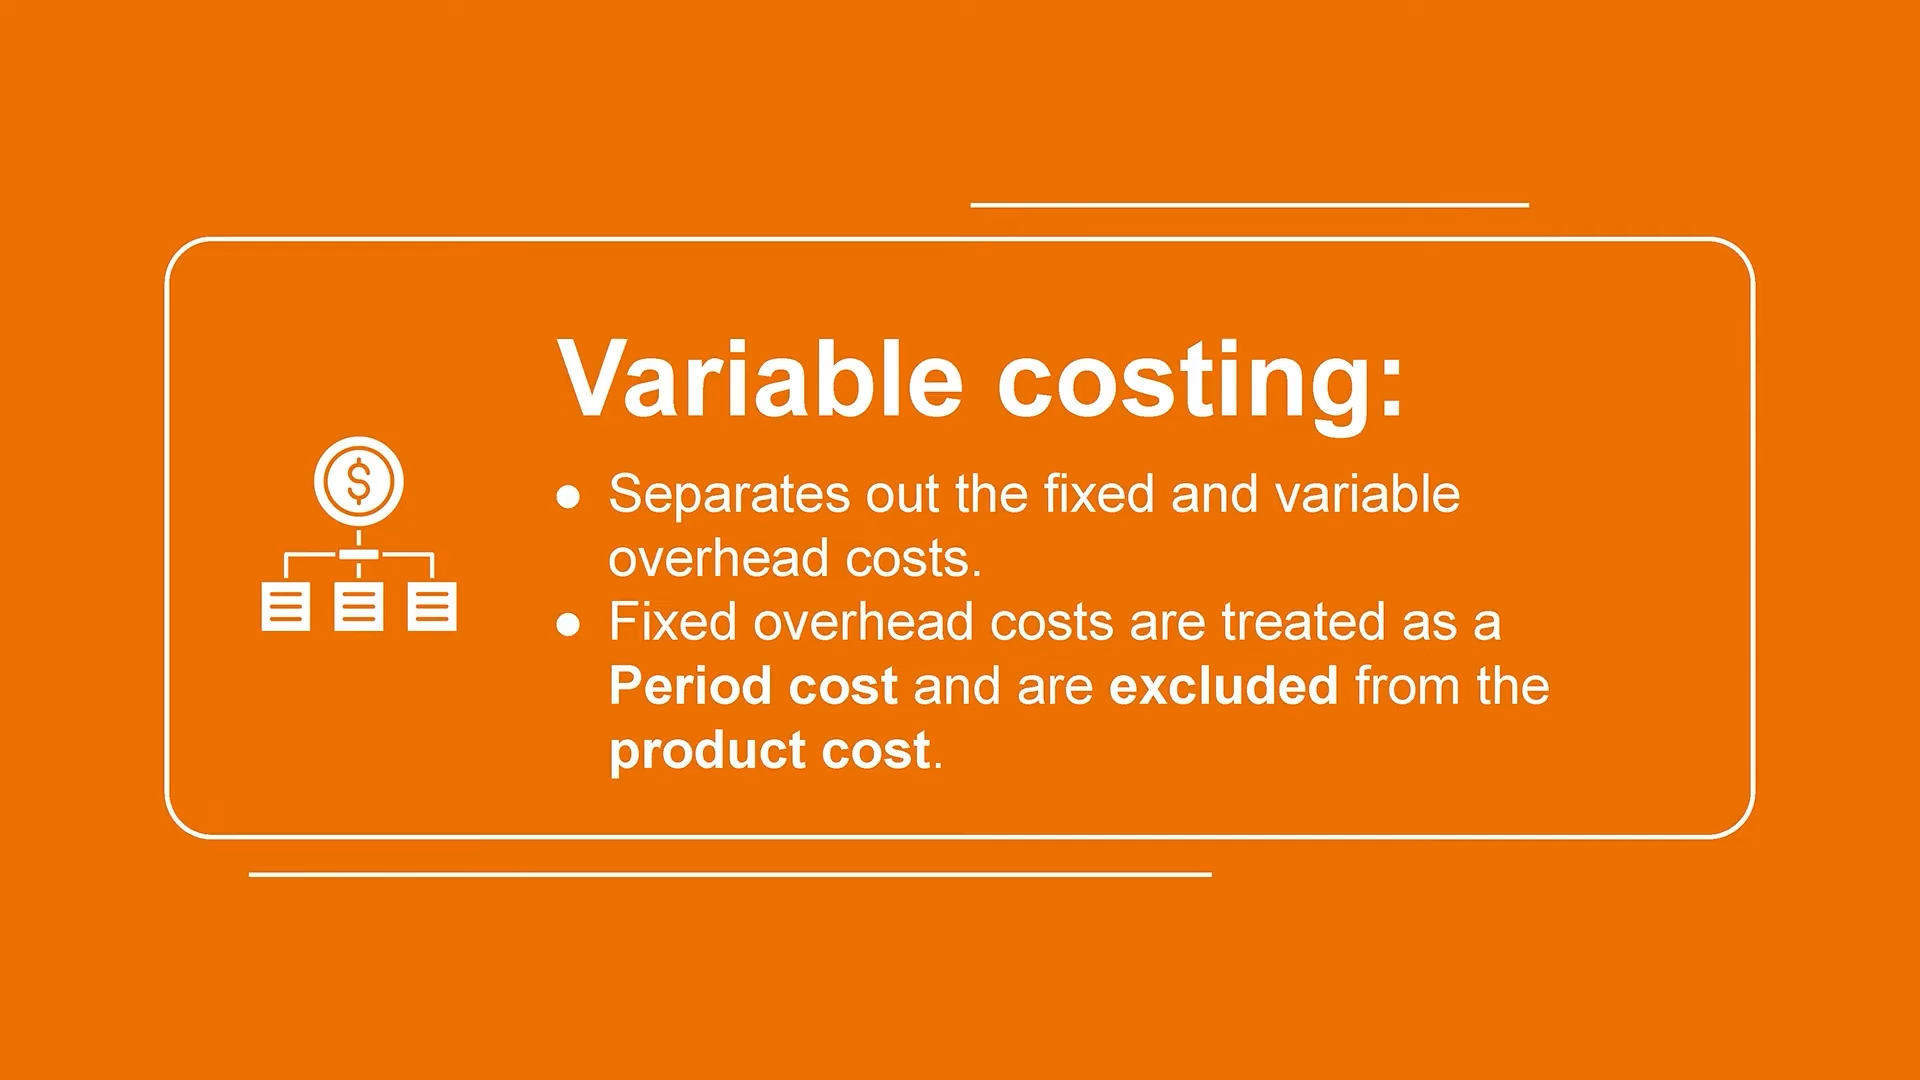 Variable costing:
● Separates out the fixed and variable
overhead costs.
● Fixed overhead costs are treated as a
Period cost and are excluded from the
product cost.